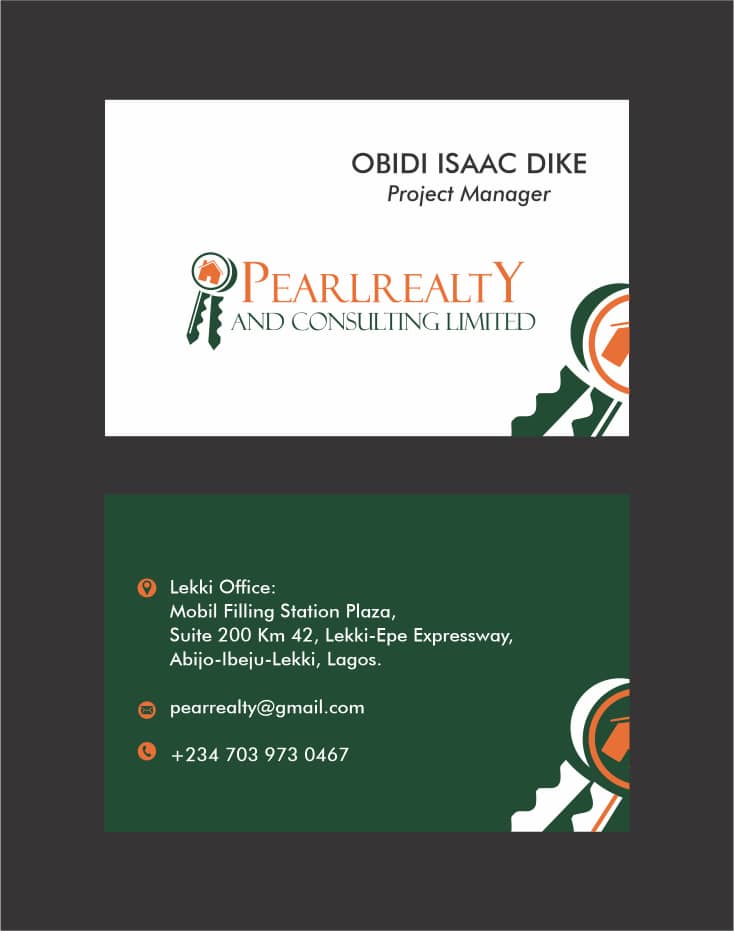 OBIDI ISAAC DIKE
Project Manager
PEARLREALTY
AND CONSULTING LIMITED
Lekki Office:
Mobil Filling Station Plaza,
Suite 200 Km 42, Lekki-Epe Expressway,
Abijo-Ibeju-Lekki, Lagos.
pearrealty@gmail.com
+234 703 973 0467